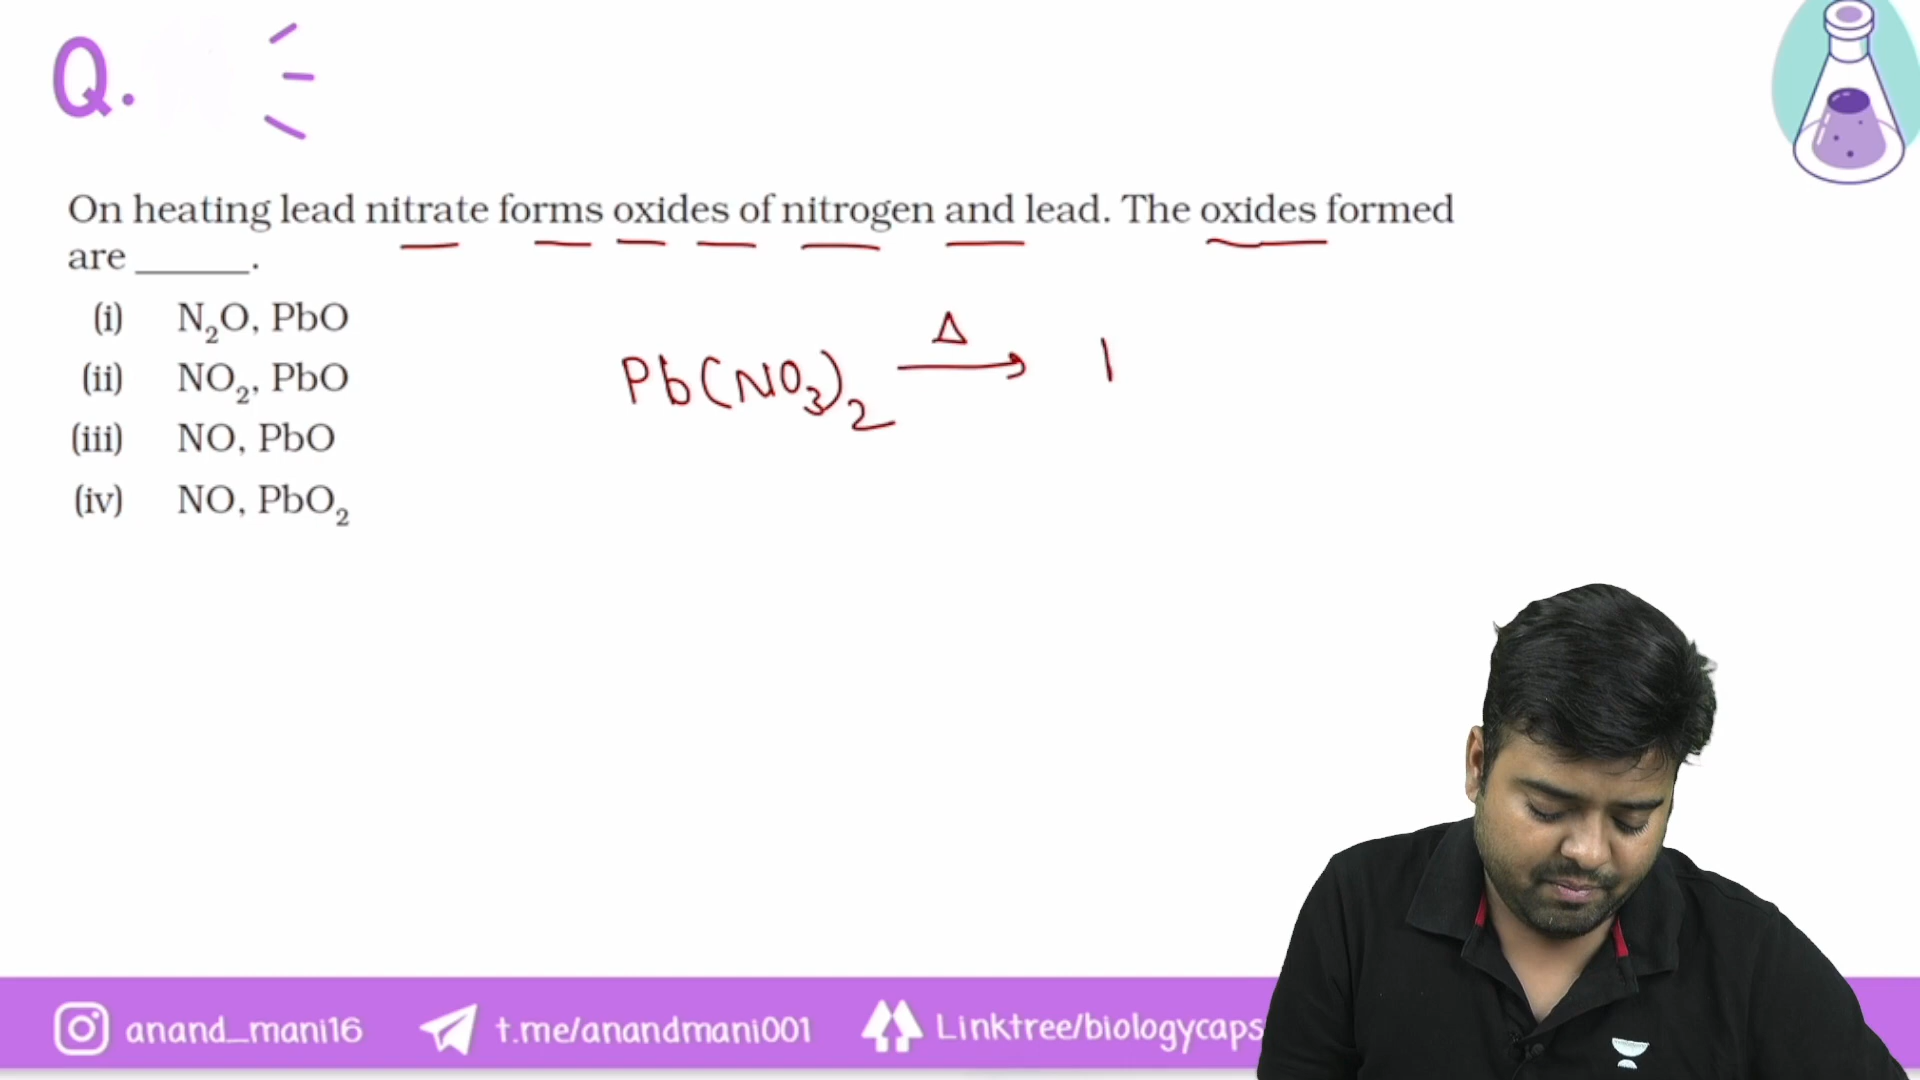 Q.
On heating lead nitrate forms oxides of nitrogen and lead. The oxides formed
are ______.
(i) N₂O, PbO
(ii) NO₂, PbO
(iii) NO, PbO
(iv) NO, PbO₂
Pb(NO₃)₂ —Δ→ |
anand_mani16 t.me/anandmani001 Linktree/biologycaps